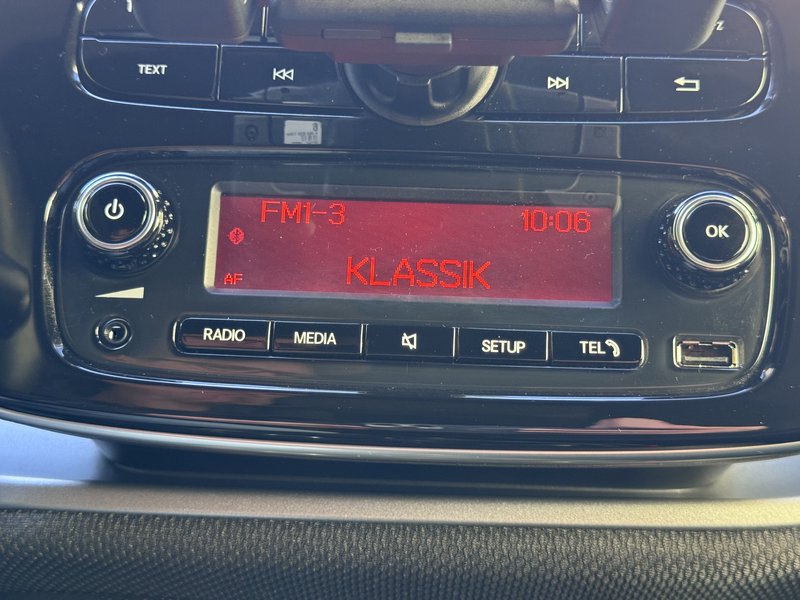 TEXT
FM1-3 10:06
AF
KLASSIK
OK
RADIO MEDIA SETUP TEL